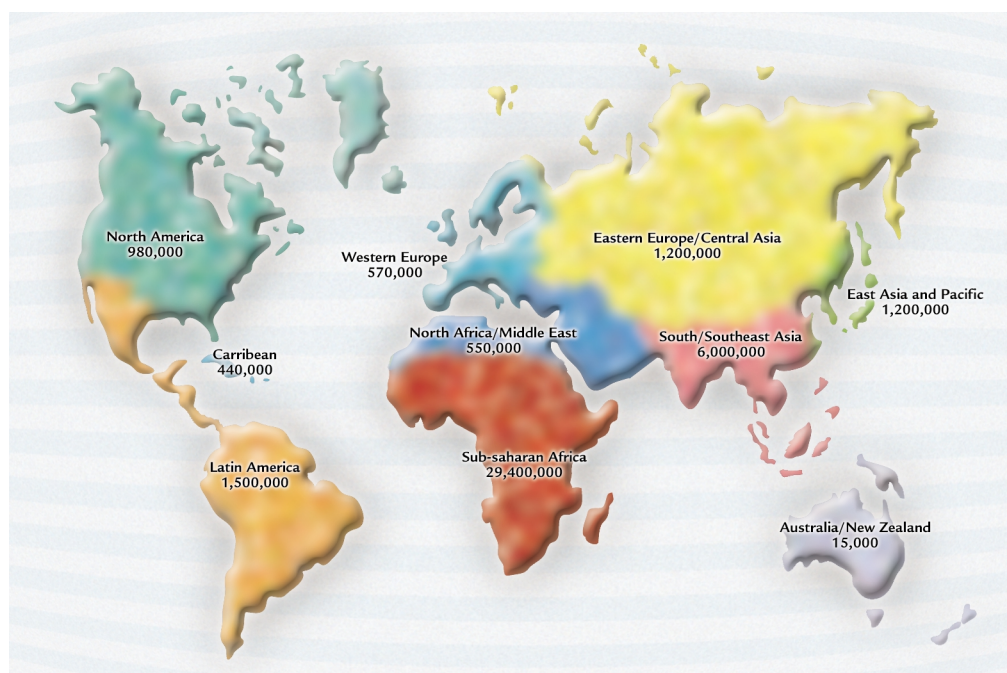 North America
980,000
Western Europe
570,000
Eastern Europe/Central Asia
1,200,000
East Asia and Pacific
1,200,000
North Africa/Middle East
550,000
South/Southeast Asia
6,000,000
Carribean
440,000
Sub-saharan Africa
29,400,000
Latin America
1,500,000
Australia/New Zealand
15,000